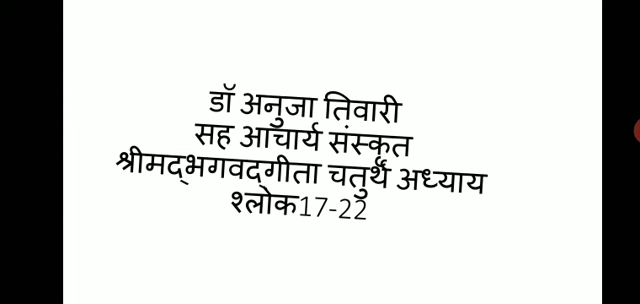 डॉ अनुजा तिवारी
सह आचार्य संस्कृत
श्रीमद्भगवद्गीता चतुर्थ अध्याय
श्लोक17-22